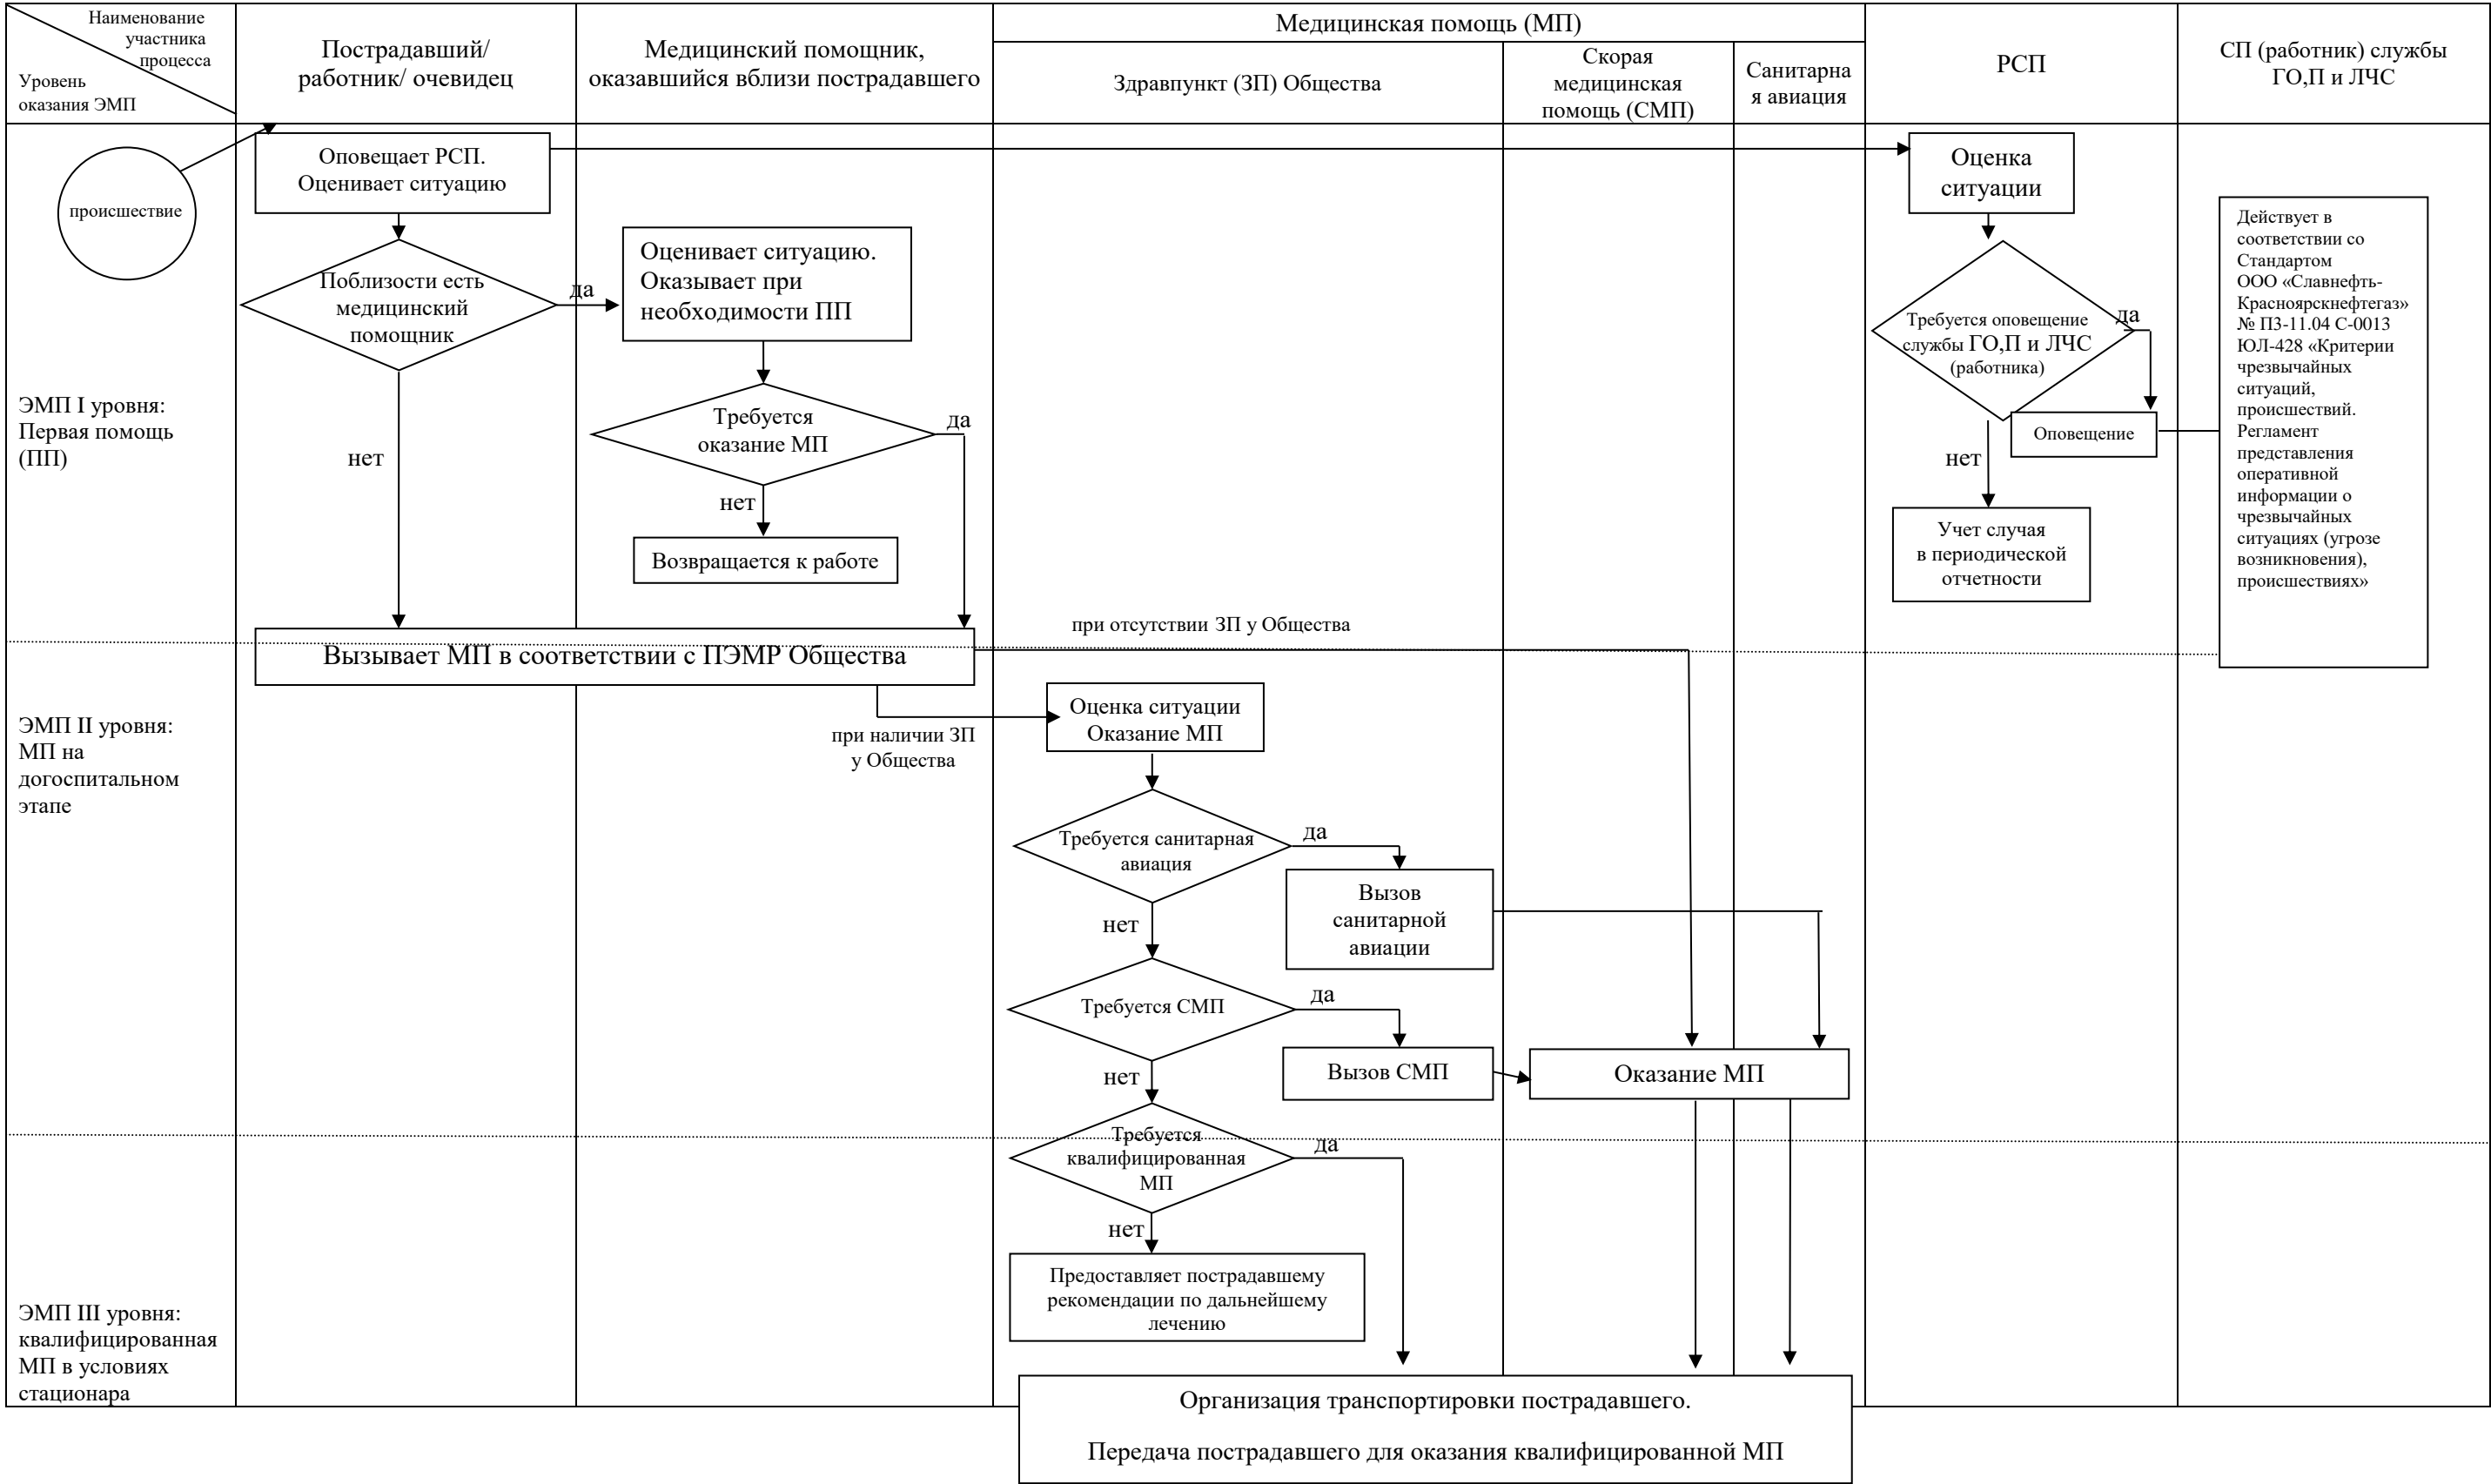 Наименование
участника
процесса
Уровень
оказания ЭМП
Пострадавший/
работник/ очевидец
Медицинский помощник,
оказавшийся вблизи пострадавшего
Медицинская помощь (МП)
Здравпункт (ЗП) Общества
Скорая
медицинская
помощь (СМП)
Санитарна
я авиация
РСП
СП (работник) службы
ГО,П и ЛЧС
происшествие
Оповещает РСП.
Оценивает ситуацию
Оценка
ситуации
Поблизости есть
медицинский
помощник
да
Оценивает ситуацию.
Оказывает при
необходимости ПП
Требуется оповещение
службы ГО,П и ЛЧС
(работника)
да
Действует в
соответствии со
Стандартом
ООО «Славнефть-
Красноярскнефтегаз»
№ П3-11.04 С-0013
ЮЛ-428 «Критерии
чрезвычайных
ситуаций,
происшествий.
Регламент
представления
оперативной
информации о
чрезвычайных
ситуациях (угрозе
возникновения),
происшествиях»
ЭМП I уровня:
Первая помощь
(ПП)
нет
Требуется
оказание МП
да
нет
Возвращается к работе
Оповещение
нет
Учет случая
в периодической
отчетности
при отсутствии ЗП у Общества
Вызывает МП в соответствии с ПЭМР Общества
ЭМП II уровня:
МП на
догоспитальном
этапе
при наличии ЗП
у Общества
Оценка ситуации
Оказание МП
Требуется санитарная
авиация
да
нет
Вызов
санитарной
авиации
Требуется СМП
да
нет
Вызов СМП
Оказание МП
Требуется
квалифицированная
МП
да
нет
Предоставляет пострадавшему
рекомендации по дальнейшему
лечению
ЭМП III уровня:
квалифицированная
МП в условиях
стационара
Организация транспортировки пострадавшего.
Передача пострадавшего для оказания квалифицированной МП